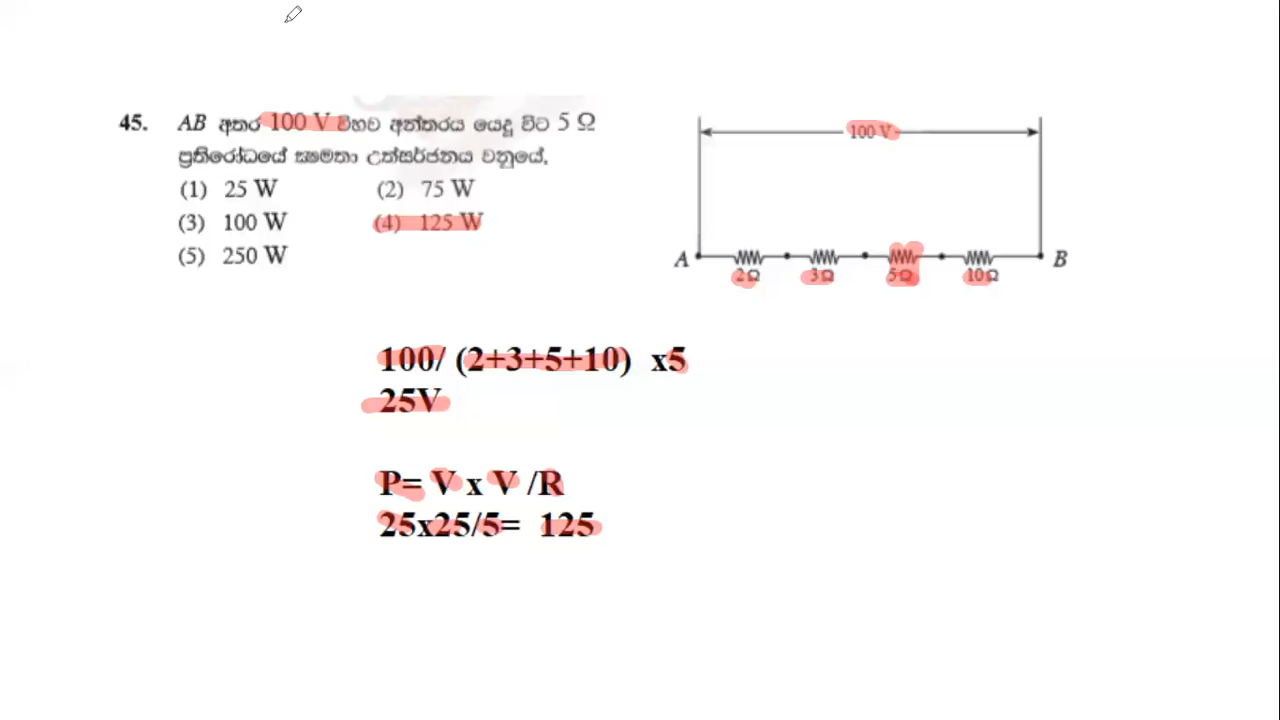 45. AB අතර 100 V විභව අන්තරය යෙදූ විට 5 Ω
ප්‍රතිරෝධයේ ක්‍ෂමතා උත්සර්ජනය වනුයේ,
(1) 25 W (2) 75 W
(3) 100 W (4) 125 W
(5) 250 W
100 V
A 2Ω 3Ω 5Ω 10Ω B
100/ (2+3+5+10) x5
25V
P= V x V /R
25x25/5= 125